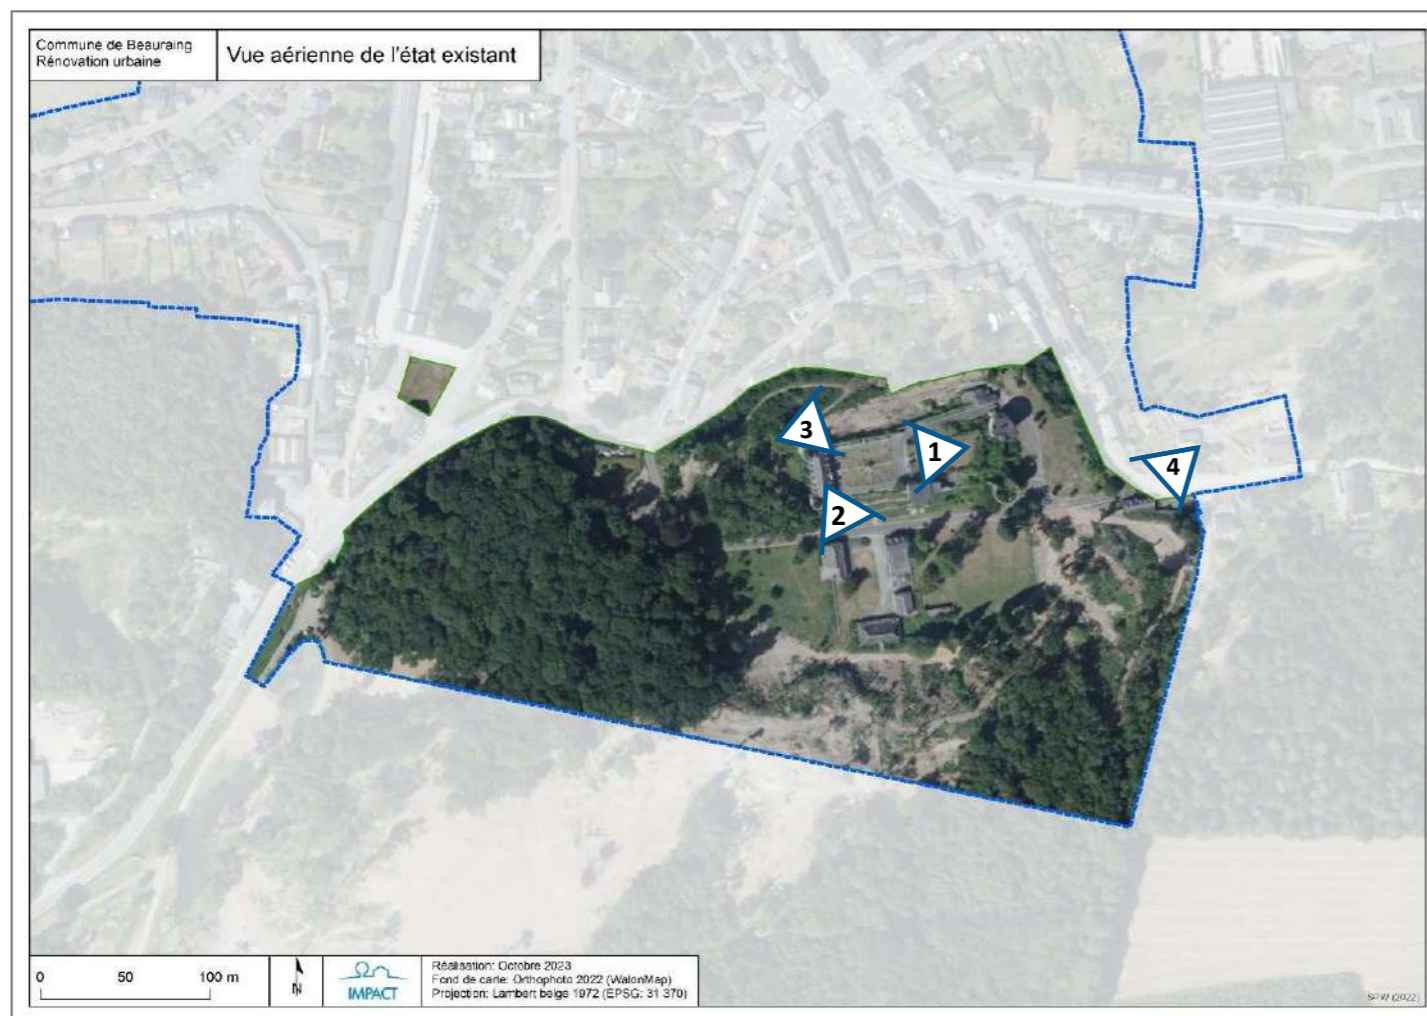 Commune de Beauraing
Rénovation urbaine
Vue aérienne de l'état existant
3
1
4
2
0 50 100 m
N
IMPACT
Réalisation: Octobre 2023
Fond de carte: Orthophoto 2022 (WalonMap)
Projection: Lambert belge 1972 (EPSG: 31 370)
SPW (2022)